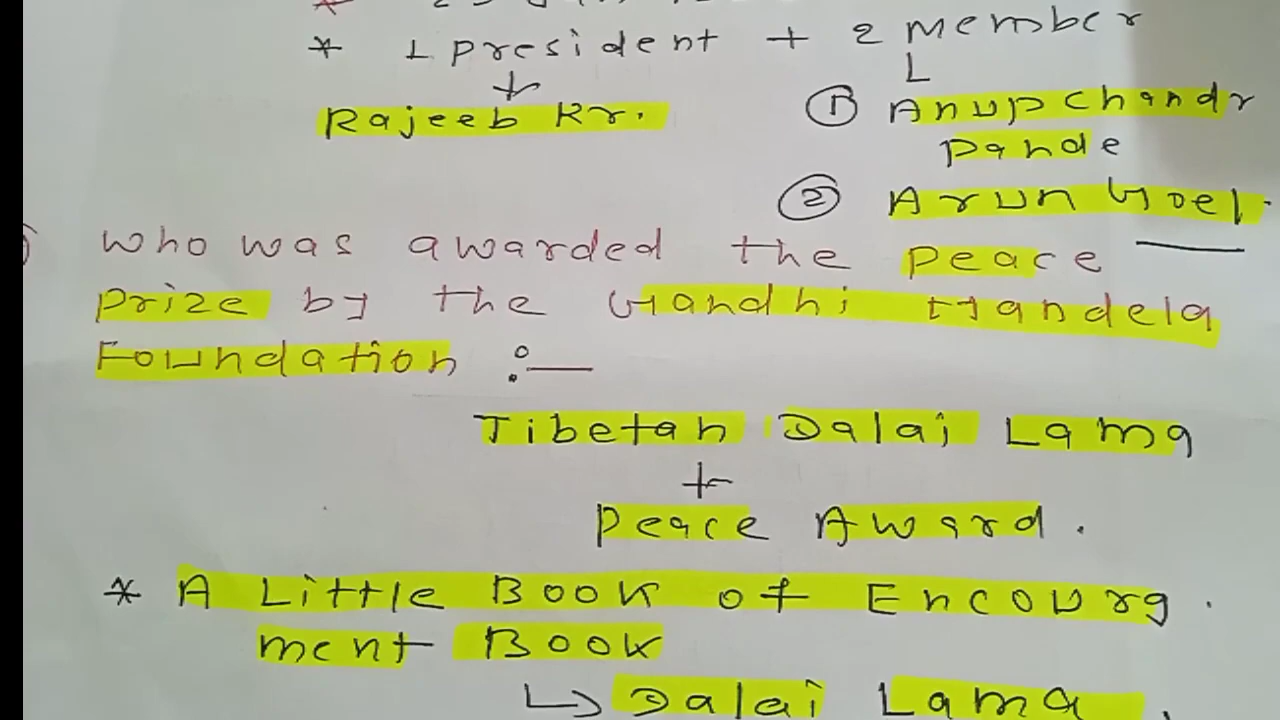 * 1 President + 2 Member
Rajeeb Kr.
① Anup Chandr
Pande
② Arun Goel.
Who was awarded the Peace
Prize by the Gandhi Mandela
Foundation :—
Tibetan Dalai Lama
Peace Award.
* A Little Book of Encourg.
ment Book
↳ Dalai Lama.